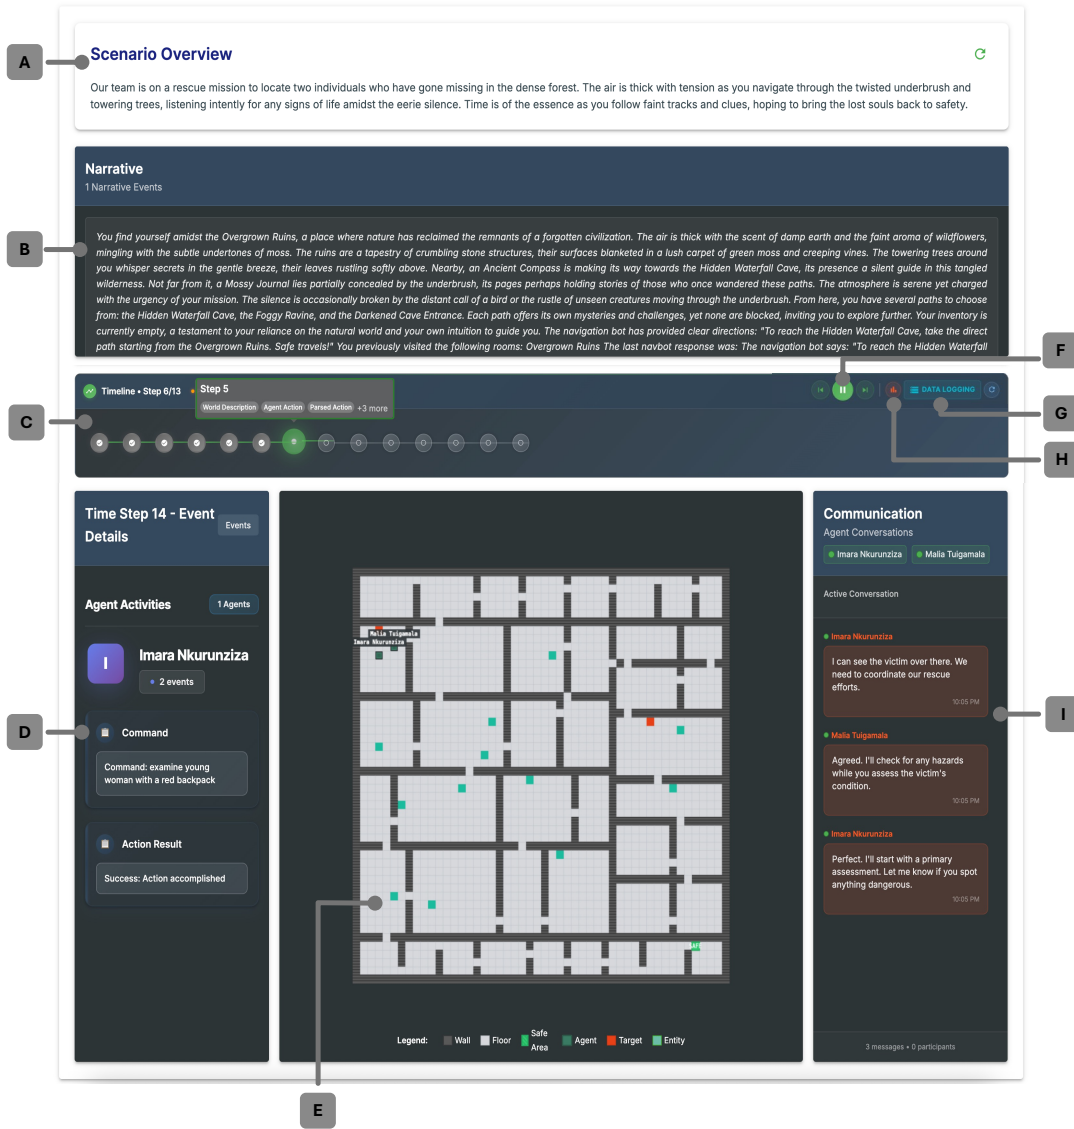 A
Scenario Overview
Our team is on a rescue mission to locate two individuals who have gone missing in the dense forest. The air is thick with tension as you navigate through the twisted underbrush and
towering trees, listening intently for any signs of life amidst the eerie silence. Time is of the essence as you follow faint tracks and clues, hoping to bring the lost souls back to safety.
Narrative
1 Narrative Events
B
You find yourself amidst the Overgrown Ruins, a place where nature has reclaimed the remnants of a forgotten civilization. The air is thick with the scent of damp earth and the faint aroma of wildflowers,
mingling with the subtle undertones of moss. The ruins are a tapestry of crumbling stone structures, their surfaces blanketed in a lush carpet of green moss and creeping vines. The towering trees around
you whisper secrets in the gentle breeze, their leaves rustling softly above. Nearby, an Ancient Compass is making its way towards the Hidden Waterfall Cave, its presence a silent guide in this tangled
wilderness. Not far from it, a Mossy Journal lies partially concealed by the underbrush, its pages perhaps holding stories of those who once wandered these paths. The atmosphere is serene yet charged
with the urgency of your mission. The silence is occasionally broken by the distant call of a bird or the rustle of unseen creatures moving through the underbrush. From here, you have several paths to choose
from: the Hidden Waterfall Cave, the Foggy Ravine, and the Darkened Cave Entrance. Each path offers its own mysteries and challenges, yet none are blocked, inviting you to explore further. Your inventory is
currently empty, a testament to your reliance on the natural world and your own intuition to guide you. The navigation bot has provided clear directions: "To reach the Hidden Waterfall Cave, take the direct
path starting from the Overgrown Ruins. Safe travels!" You previously visited the following rooms: Overgrown Ruins The last navbot response was: The navigation bot says: "To reach the Hidden Waterfall
F
C
Timeline • Step 6/13
Step 5
World Description
Agent Action
Parsed Action
+3 more
DATA LOGGING
G
H
D
Time Step 14 - Event
Details
Events
Agent Activities
1 Agents
I
Imara Nkurunziza
2 events
Command
Command: examine young
woman with a red backpack
Action Result
Success: Action accomplished
Malia Tuigamala
Imara Nkurunziza
Legend:
Wall
Floor
Safe
Area
Agent
Target
Entity
E
Communication
Agent Conversations
Imara Nkurunziza
Malia Tuigamala
Active Conversation
Imara Nkurunziza
I can see the victim over there. We
need to coordinate our rescue
efforts.
10:05 PM
Malia Tuigamala
Agreed. I'll check for any hazards
while you assess the victim's
condition.
10:05 PM
Imara Nkurunziza
Perfect. I'll start with a primary
assessment. Let me know if you spot
anything dangerous.
10:05 PM
3 messages • 0 participants
I